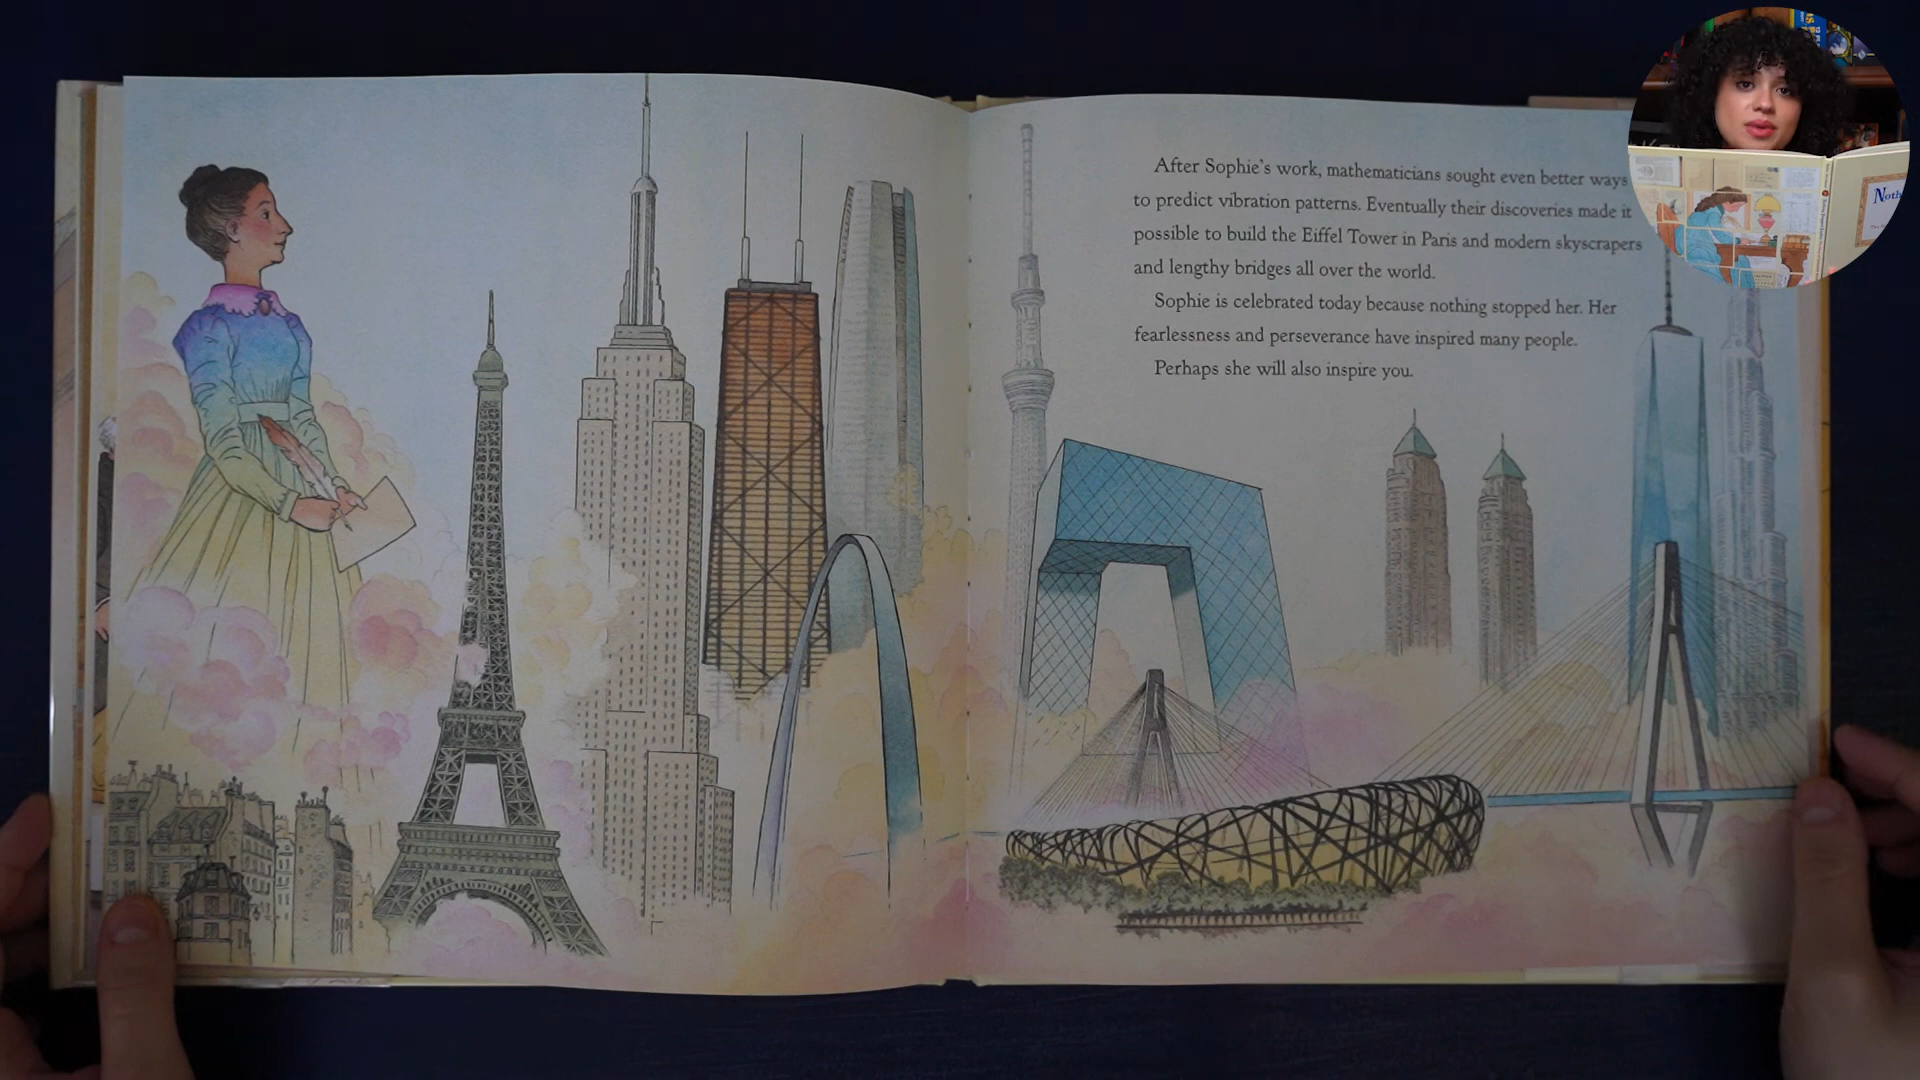 After Sophie's work, mathematicians sought even better ways
to predict vibration patterns. Eventually their discoveries made it
possible to build the Eiffel Tower in Paris and modern skyscrapers
and lengthy bridges all over the world.
Sophie is celebrated today because nothing stopped her. Her
fearlessness and perseverance have inspired many people.
Perhaps she will also inspire you.
Noth